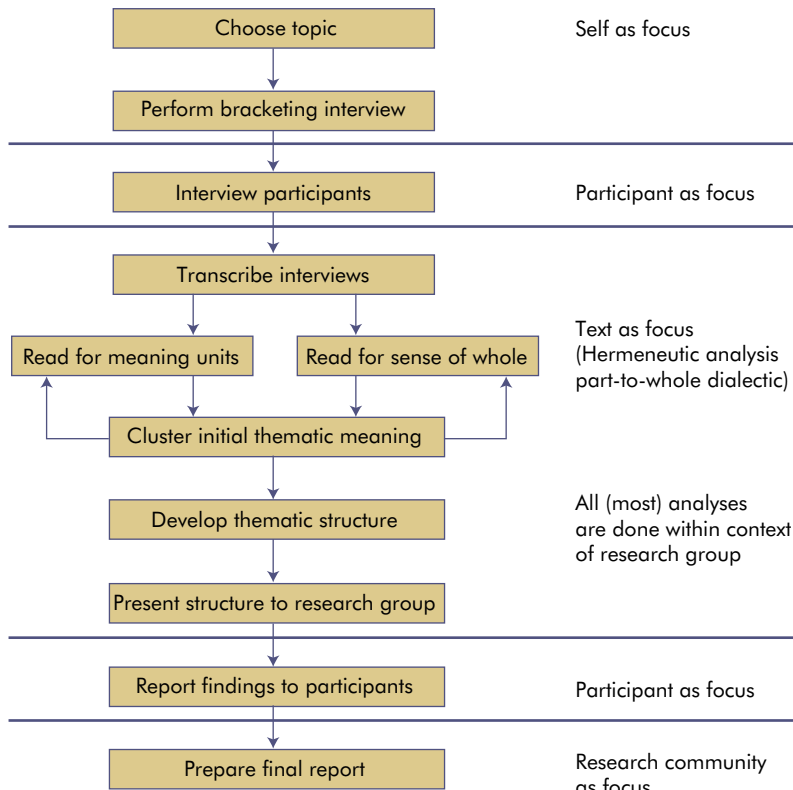 Choose topic
Self as focus
Perform bracketing interview
Interview participants
Participant as focus
Transcribe interviews
Read for meaning units
Read for sense of whole
Text as focus
(Hermeneutic analysis
part-to-whole dialectic)
Cluster initial thematic meaning
Develop thematic structure
All (most) analyses
are done within context
of research group
Present structure to research group
Report findings to participants
Participant as focus
Prepare final report
Research community
as focus